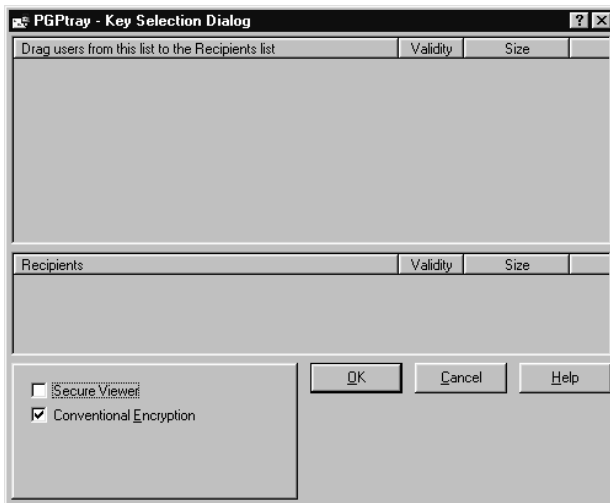 PGPtray - Key Selection Dialog
Drag users from this list to the Recipients list Validity Size
Recipients Validity Size
OK Cancel Help
Secure Viewer
Conventional Encryption